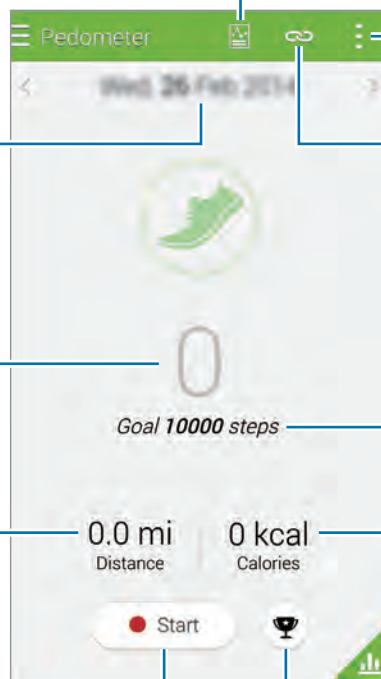 Pedometer
Wed, 26 Feb 2014
0
Goal 10000 steps
0.0 mi 0 kcal
Distance Calories
Start